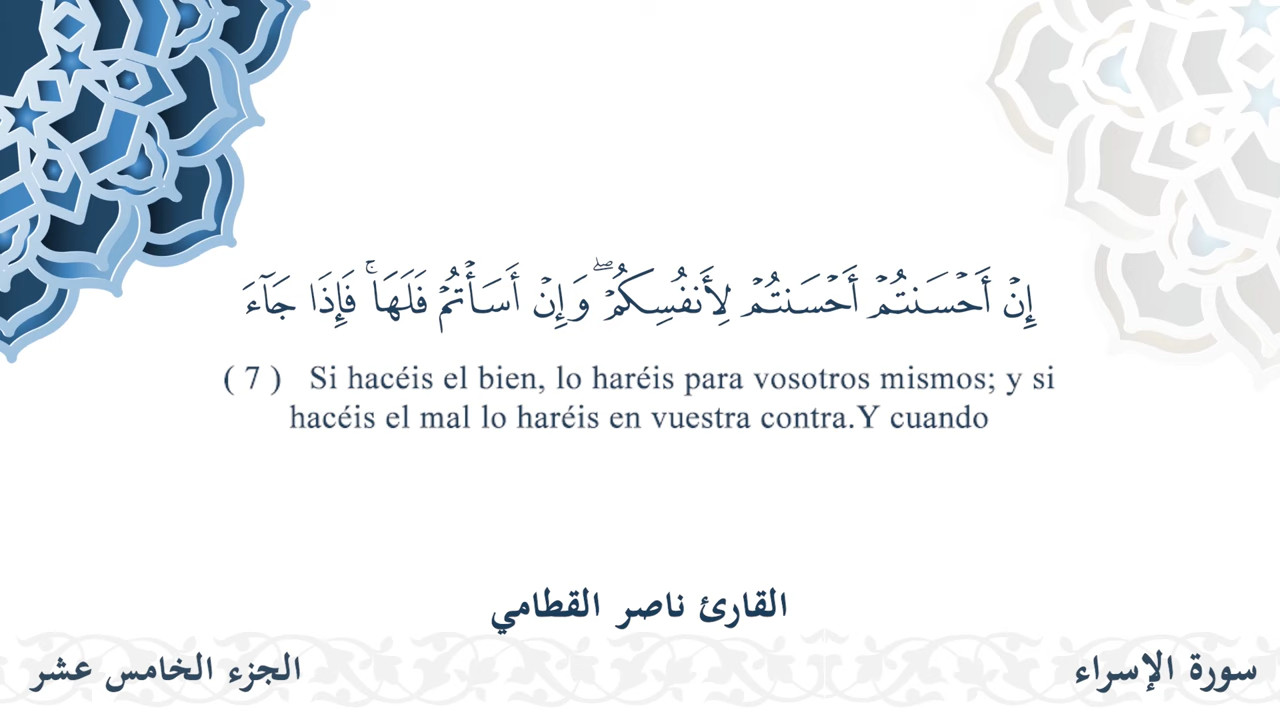 إِنْ أَحْسَنتُمْ أَحْسَنتُمْ لِأَنفُسِكُمْ ۖ وَإِنْ أَسَأْتُمْ فَلَهَا ۚ فَإِذَا جَآءَ
( 7 ) Si hacéis el bien, lo haréis para vosotros mismos; y si
hacéis el mal lo haréis en vuestra contra.Y cuando
القارئ ناصر القطامي
سورة الإسراء
الجزء الخامس عشر